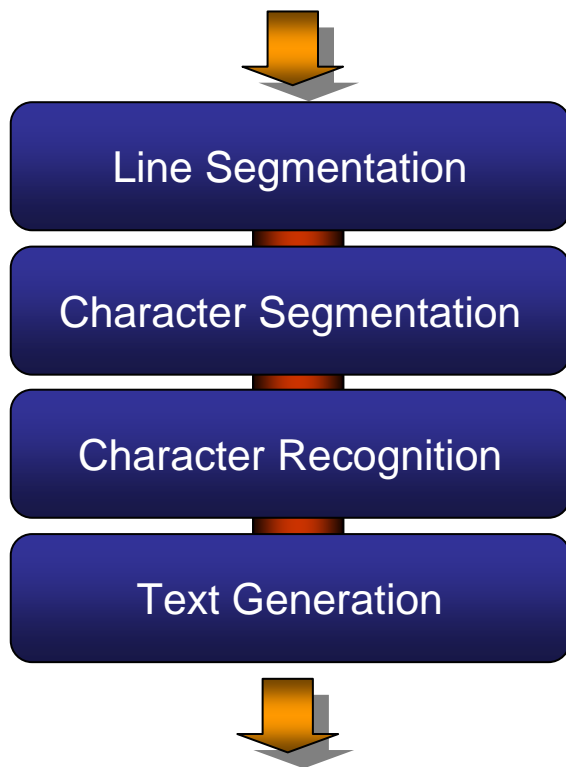 Line Segmentation
Character Segmentation
Character Recognition
Text Generation